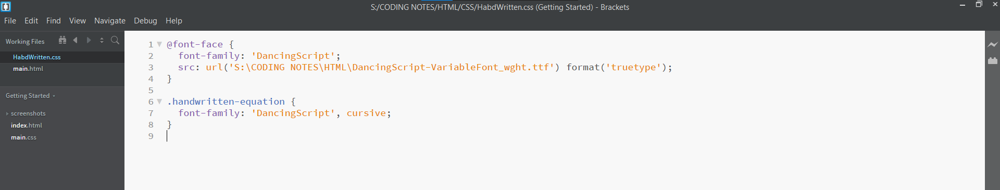 S:/CODING NOTES/HTML/CSS/HabdWritten.css (Getting Started) - Brackets
File Edit Find View Navigate Debug Help
Working Files
HabdWritten.css
main.html
Getting Started
screenshots
index.html
main.css
1 @font-face {
2 font-family: 'DancingScript';
3 src: url('S:\CODING NOTES\HTML\DancingScript-VariableFont_wght.ttf') format('truetype');
4 }
5
6 .handwritten-equation {
7 font-family: 'DancingScript', cursive;
8 }
9